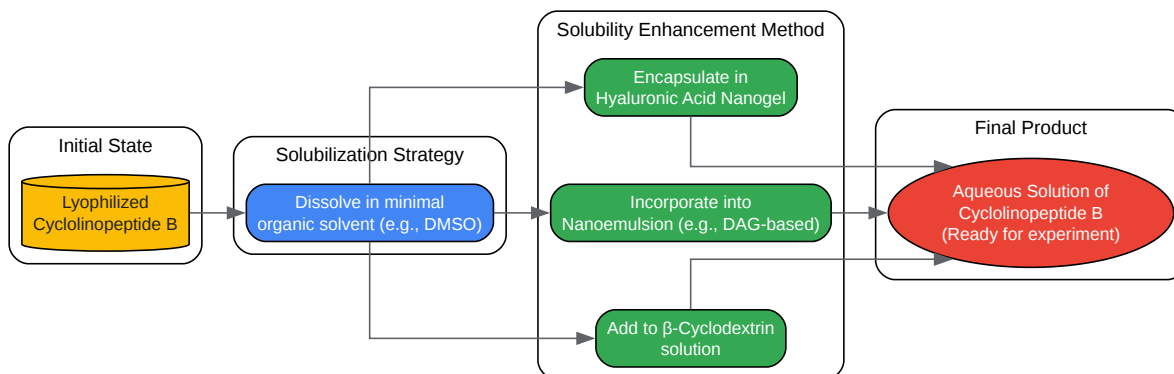 Initial State
Lyophilized
Cyclolinopeptide B
Solubilization Strategy
Dissolve in minimal
organic solvent (e.g., DMSO)
Solubility Enhancement Method
Encapsulate in
Hyaluronic Acid Nanogel
Incorporate into
Nanoemulsion (e.g., DAG-based)
Add to β-Cyclodextrin
solution
Final Product
Aqueous Solution of
Cyclolinopeptide B
(Ready for experiment)